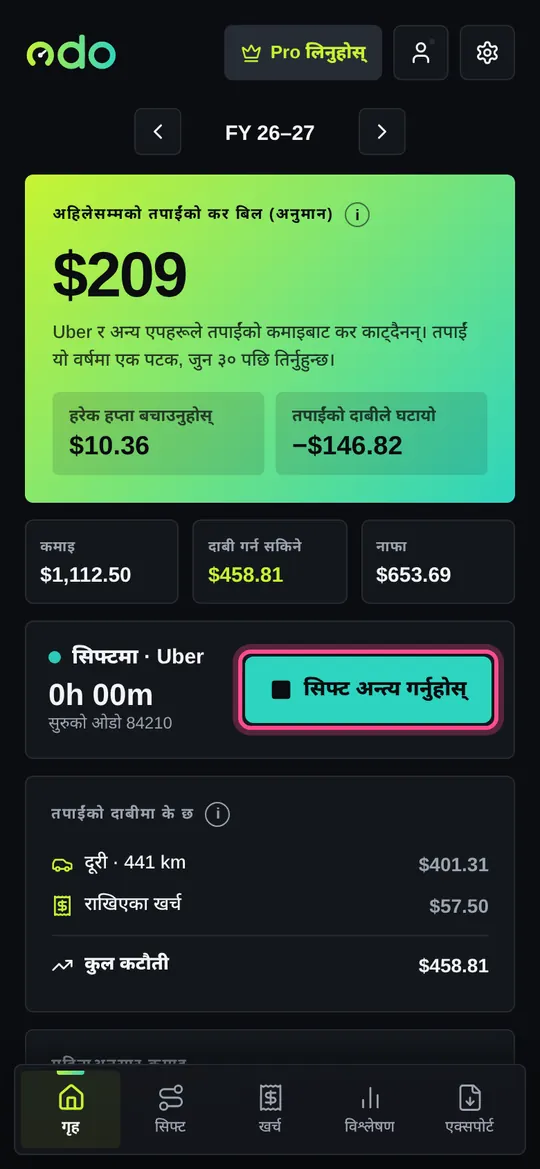 odo
Pro लिनुहोस्
FY 26–27
अहिलेसम्मको तपाईंको कर बिल (अनुमान) i
$209
Uber र अन्य एपहरूले तपाईंको कमाइबाट कर काट्दैनन्। तपाईं
यो वर्षमा एक पटक, जुन ३० पछि तिर्नुहुन्छ।
हरेक हप्ता बचाउनुहोस्
$10.36
तपाईंको दाबीले घटायो
−$146.82
कमाइ
$1,112.50
दाबी गर्न सकिने
$458.81
नाफा
$653.69
सिफ्टमा · Uber
0h 00m
सुरुको ओडो 84210
सिफ्ट अन्त्य गर्नुहोस्
तपाईंको दाबीमा के छ i
दूरी · 441 km $401.31
राखिएका खर्च $57.50
कुल कटौती $458.81
गृह
सिफ्ट
खर्च
विश्लेषण
एक्सपोर्ट